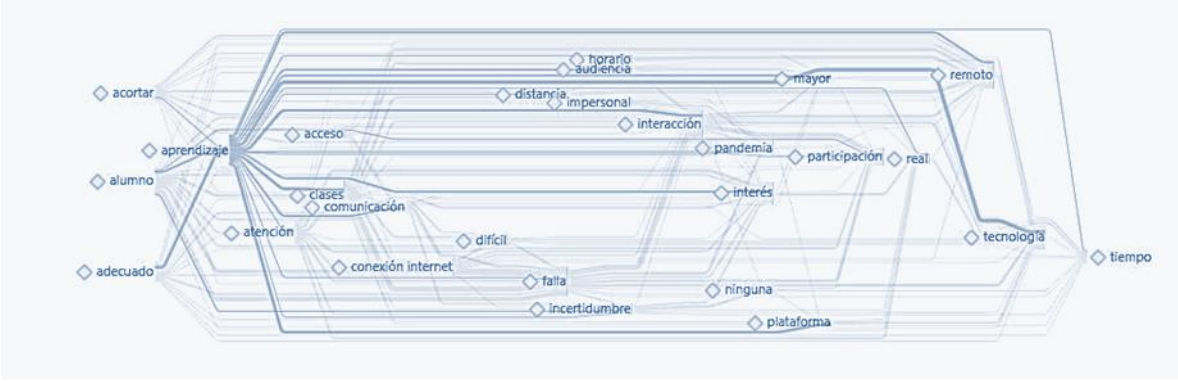 horario
audiencia
remoto
mayor
acortar
distancia
impersonal
interacción
acceso
aprendizaje
pandemia
participación
real
alumno
clases
interés
comunicación
atención
difícil
tecnología
tiempo
conexión internet
adecuado
falla
ninguna
incertidumbre
plataforma